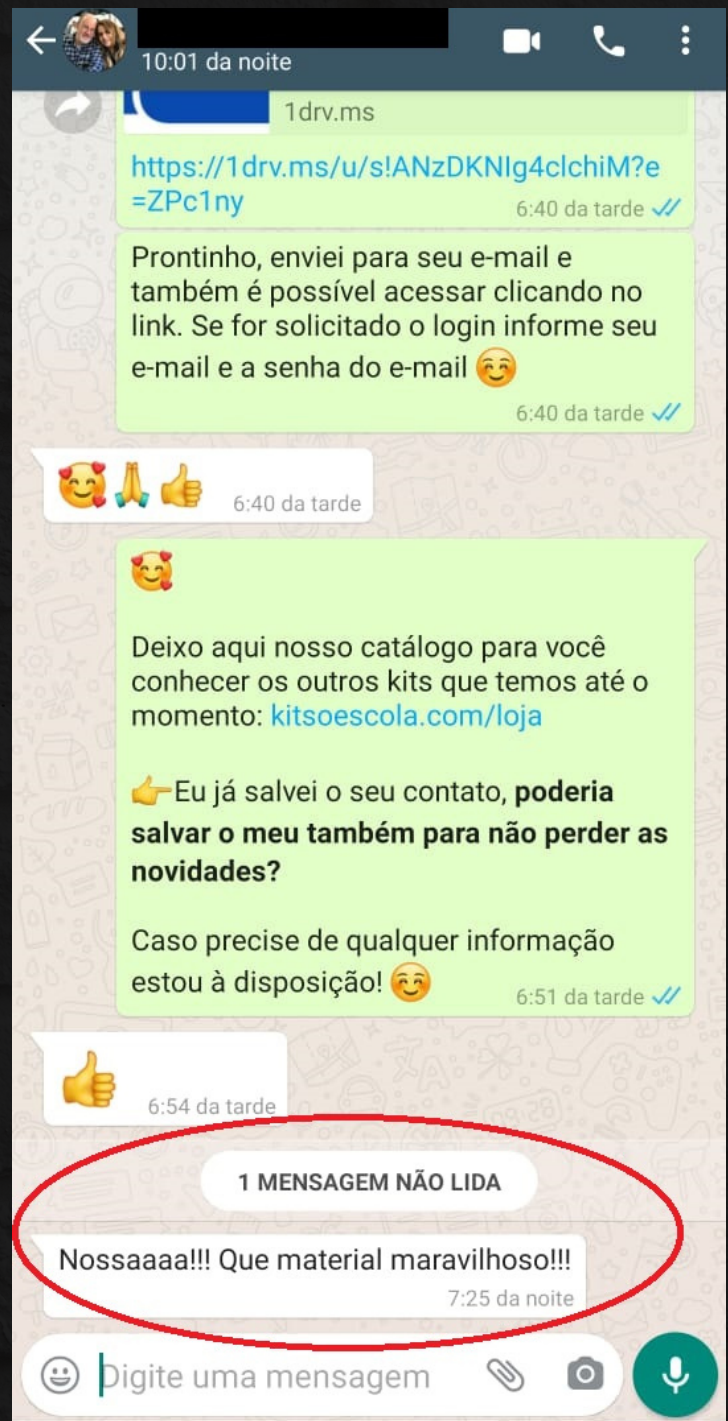 10:01 da noite
1drv.ms
https://1drv.ms/u/s!ANzDKNIg4clchiM?e
=ZPc1ny
6:40 da tarde
Prontinho, enviei para seu e-mail e
também é possível acessar clicando no
link. Se for solicitado o login informe seu
e-mail e a senha do e-mail ☺️
6:40 da tarde
🥰🙏👍 6:40 da tarde
🥰
Deixo aqui nosso catálogo para você
conhecer os outros kits que temos até o
momento: kitsoescola.com/loja
👉Eu já salvei o seu contato, poderia
salvar o meu também para não perder as
novidades?
Caso precise de qualquer informação
estou à disposição! ☺️
6:51 da tarde
👍 6:54 da tarde
1 MENSAGEM NÃO LIDA
Nossaaaa!!! Que material maravilhoso!!!
7:25 da noite
Digite uma mensagem